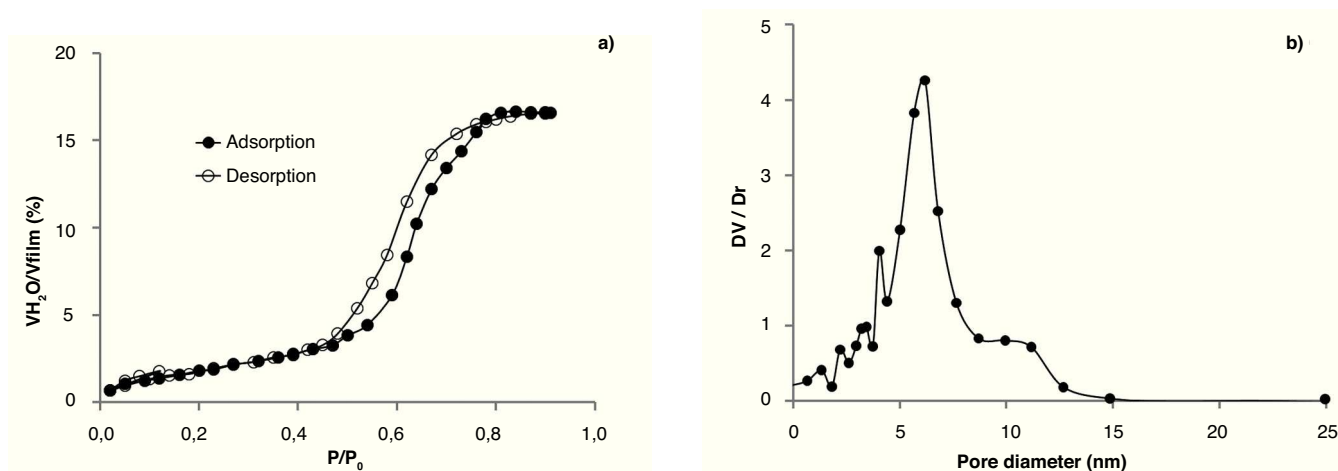 a)
20
15
10
5
0
VH₂O/Vfilm (%)
Adsorption
Desorption
0,0 0,2 0,4 0,6 0,8 1,0
P/P₀
b)
5
4
3
2
1
0
DV / Dr
0 5 10 15 20 25
Pore diameter (nm)